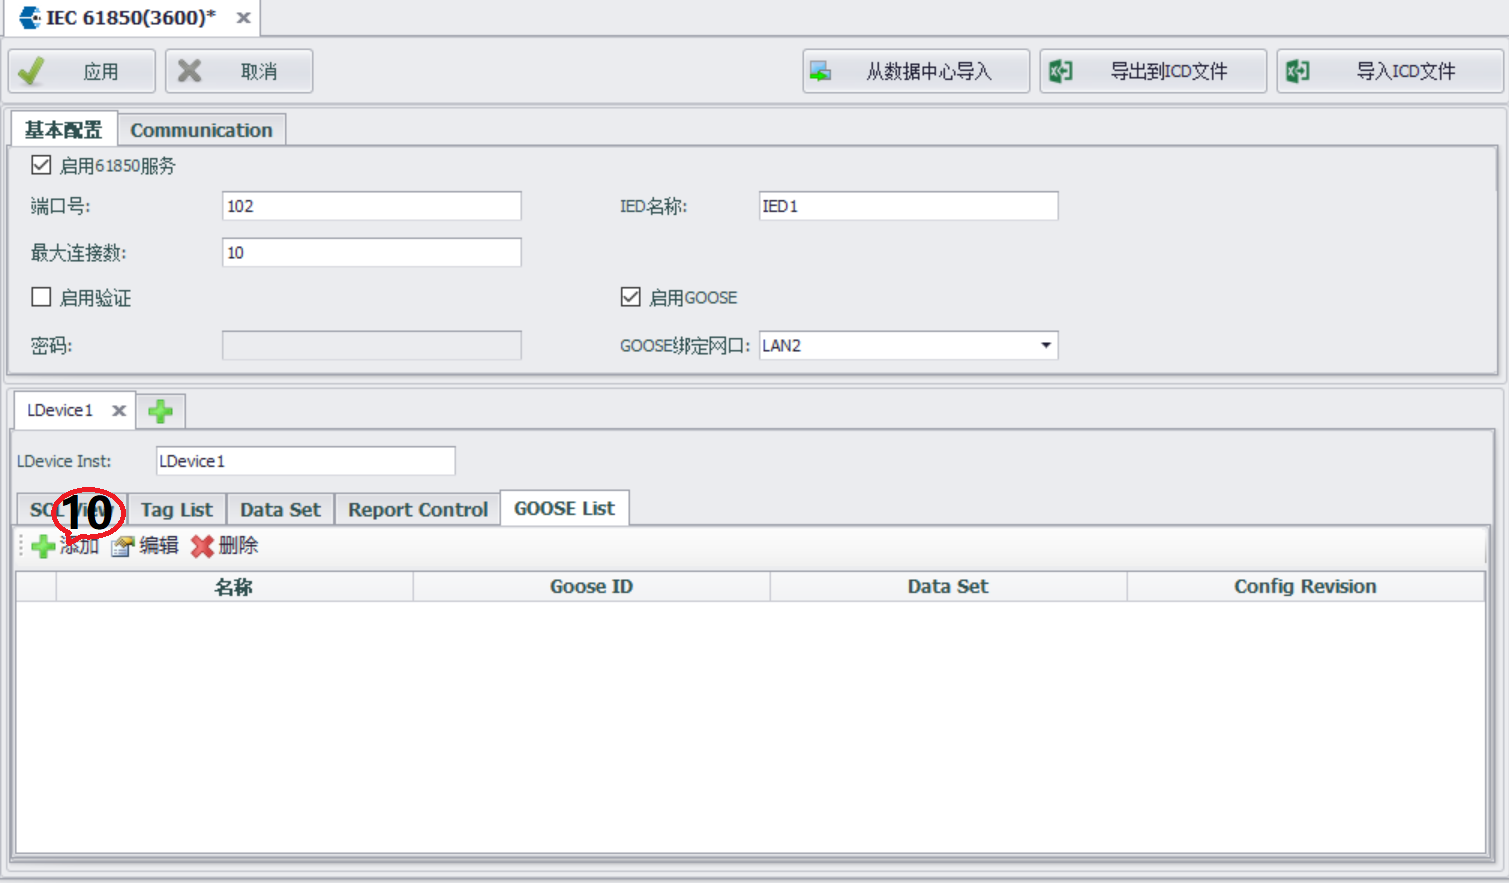 IEC 61850(3600)*
应用 取消 从数据中心导入 导出到ICD文件 导入ICD文件
基本配置 Communication
启用61850服务
端口号: 102 IED名称: IED1
最大连接数: 10
启用验证 启用GOOSE
密码: GOOSE绑定网口: LAN2
LDevice1
LDevice Inst: LDevice1
10
SCL View Tag List Data Set Report Control GOOSE List
添加 编辑 删除
名称 Goose ID Data Set Config Revision